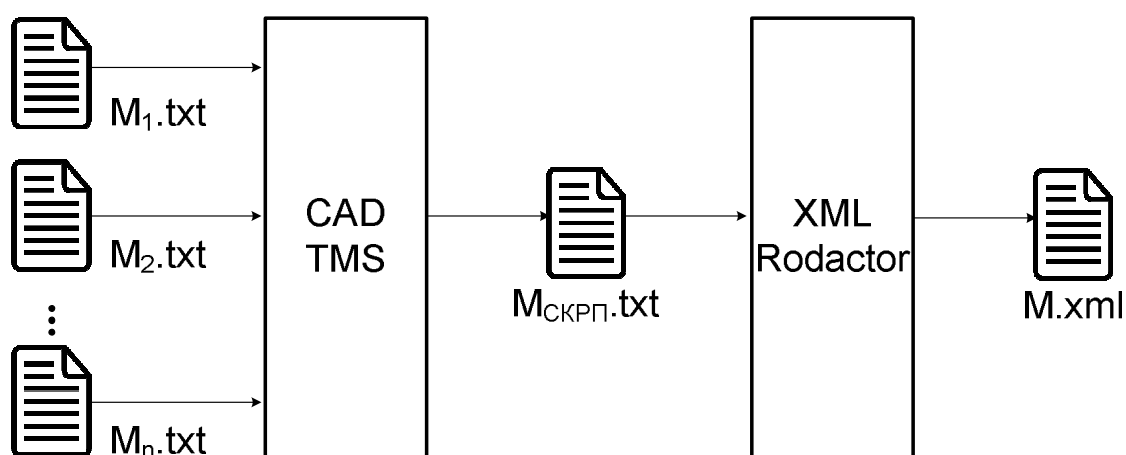 M₁.txt
M₂.txt
Mₙ.txt
CAD
TMS
MСКРП.txt
XML
Rodactor
M.xml